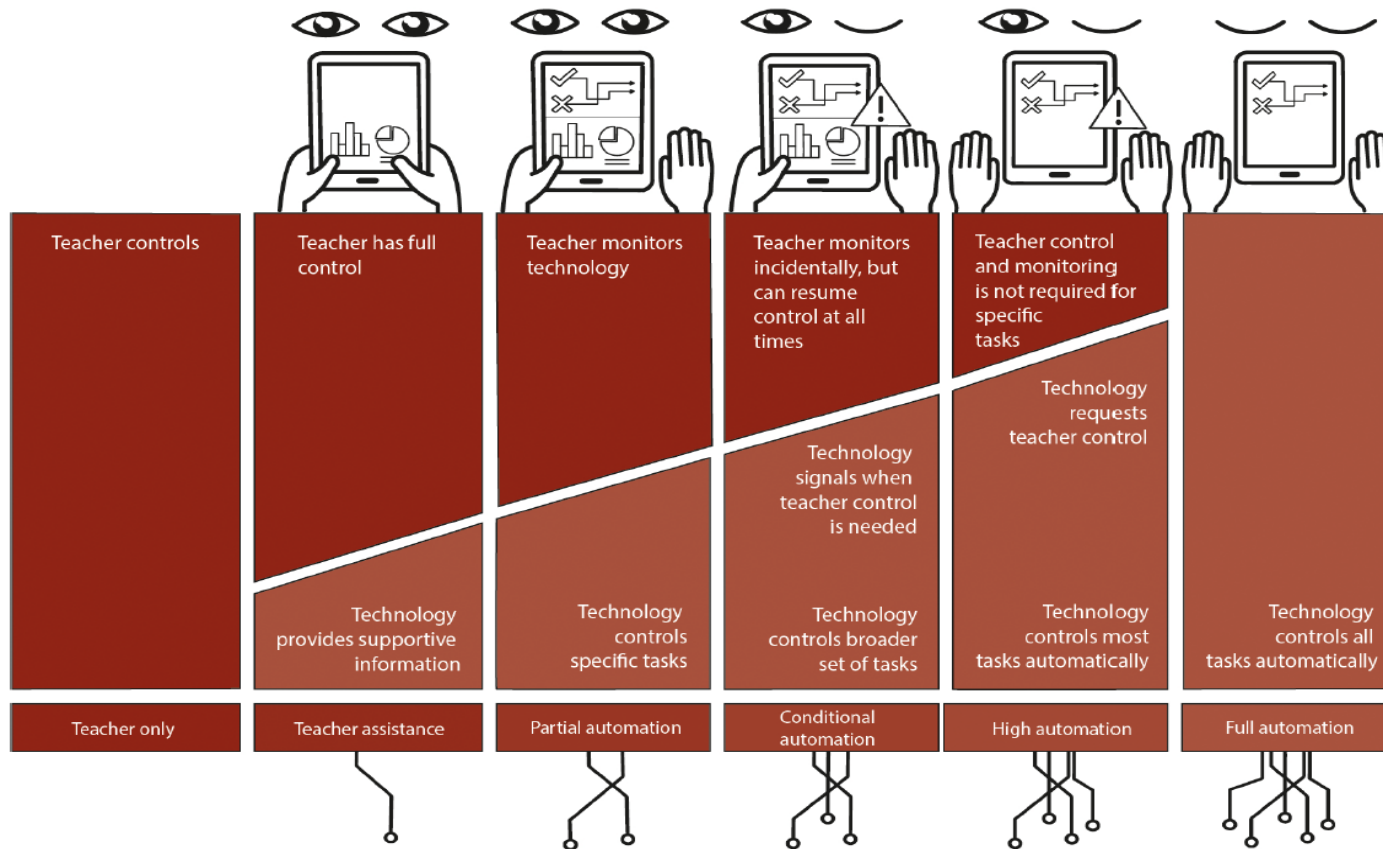 Teacher controls
Teacher has full
control
Teacher monitors
technology
Teacher monitors
incidentally, but
can resume
control at all
times
Teacher control
and monitoring
is not required for
specific
tasks
Technology
provides supportive
information
Technology
controls
specific tasks
Technology
signals when
teacher control
is needed
Technology
controls broader
set of tasks
Technology
requests
teacher control
Technology
controls most
tasks automatically
Technology
controls all
tasks automatically
Teacher only
Teacher assistance
Partial automation
Conditional
automation
High automation
Full automation